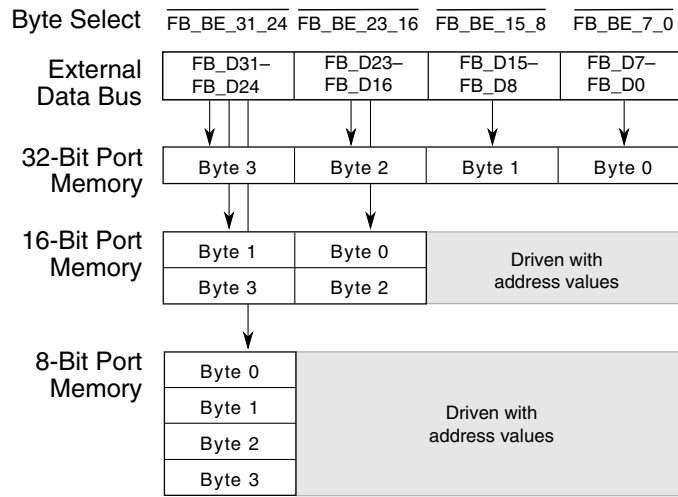 Byte Select FB_BE_31_24 FB_BE_23_16 FB_BE_15_8 FB_BE_7_0
External
Data Bus
FB_D31–
FB_D24
FB_D23–
FB_D16
FB_D15–
FB_D8
FB_D7–
FB_D0
32-Bit Port
Memory
Byte 3 Byte 2 Byte 1 Byte 0
16-Bit Port
Memory
Byte 1 Byte 0
Byte 3 Byte 2
Driven with
address values
8-Bit Port
Memory
Byte 0
Byte 1
Byte 2
Byte 3
Driven with
address values